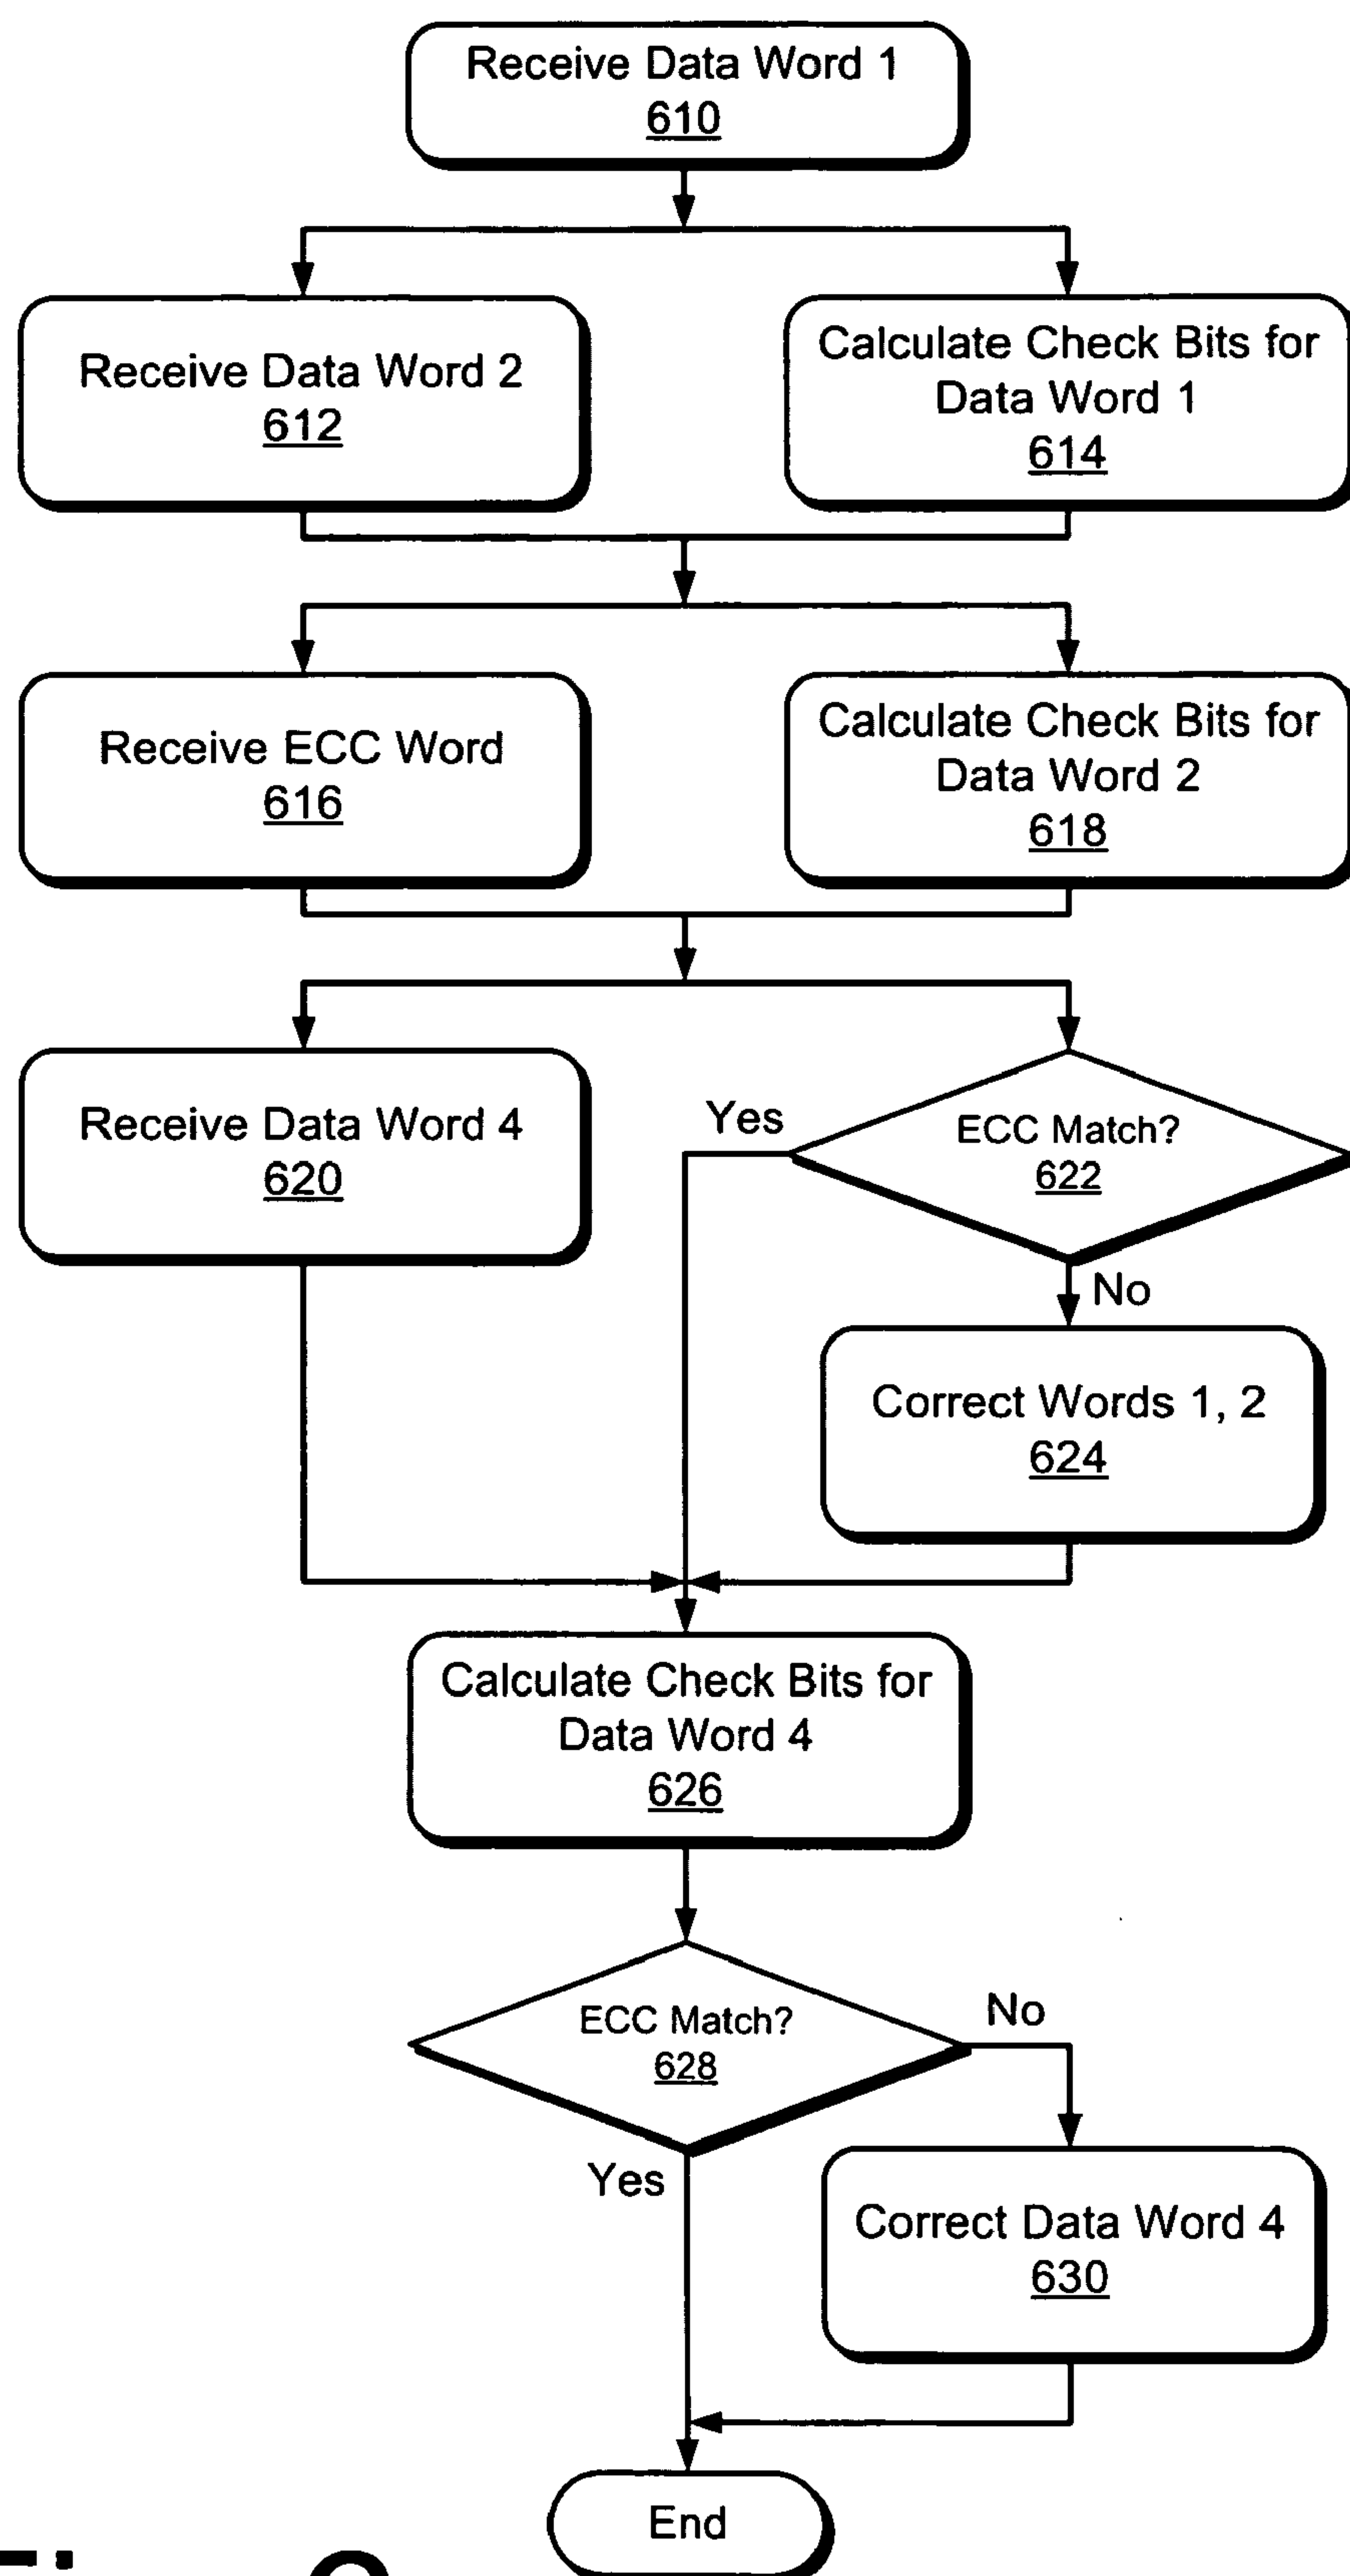 Receive Data Word 1
610
Receive Data Word 2
612
Calculate Check Bits for
Data Word 1
614
Receive ECC Word
616
Calculate Check Bits for
Data Word 2
618
Receive Data Word 4
620
Yes
ECC Match?
622
No
Correct Words 1, 2
624
Calculate Check Bits for
Data Word 4
626
ECC Match?
628
No
Yes
Correct Data Word 4
630
End